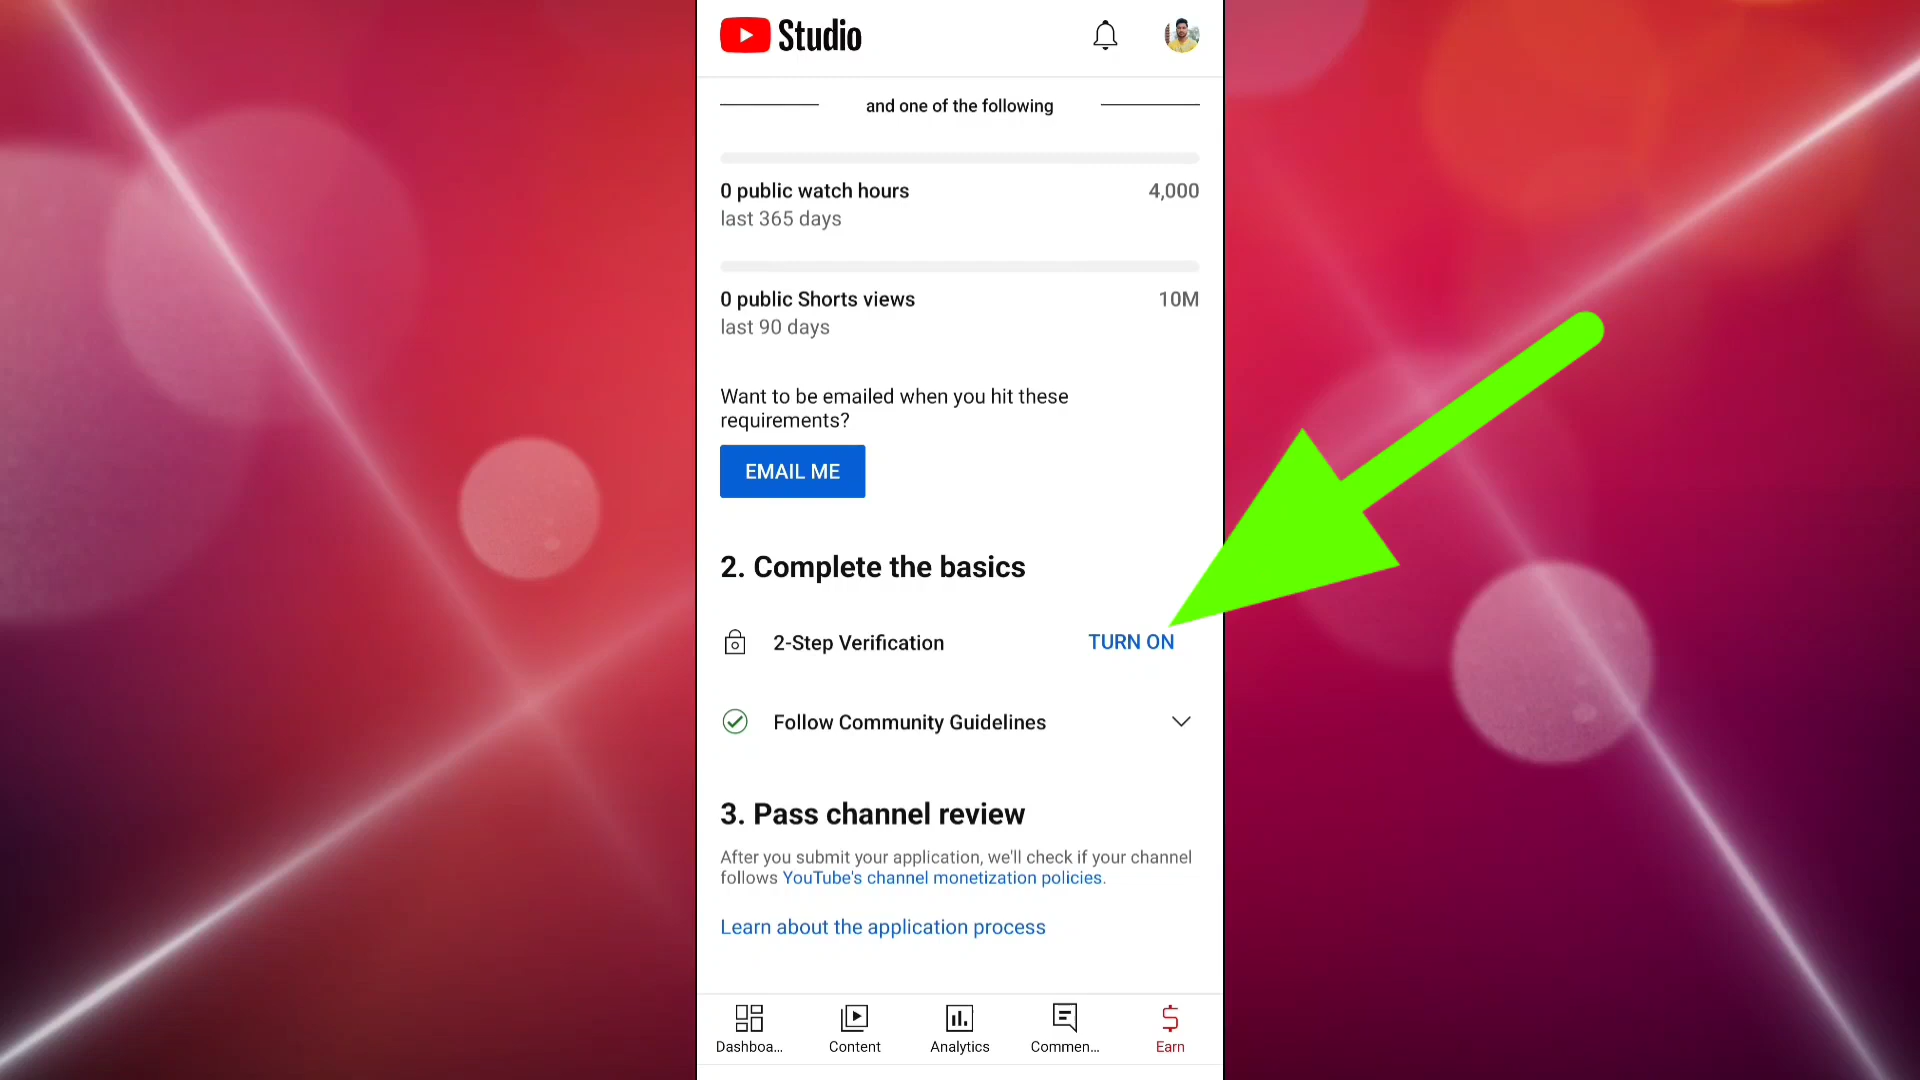 Studio
and one of the following
0 public watch hours 4,000
last 365 days
0 public Shorts views 10M
last 90 days
Want to be emailed when you hit these
requirements?
EMAIL ME
2. Complete the basics
2-Step Verification TURN ON
Follow Community Guidelines
3. Pass channel review
After you submit your application, we'll check if your channel
follows YouTube's channel monetization policies.
Learn about the application process
Dashboa... Content Analytics Commen... Earn